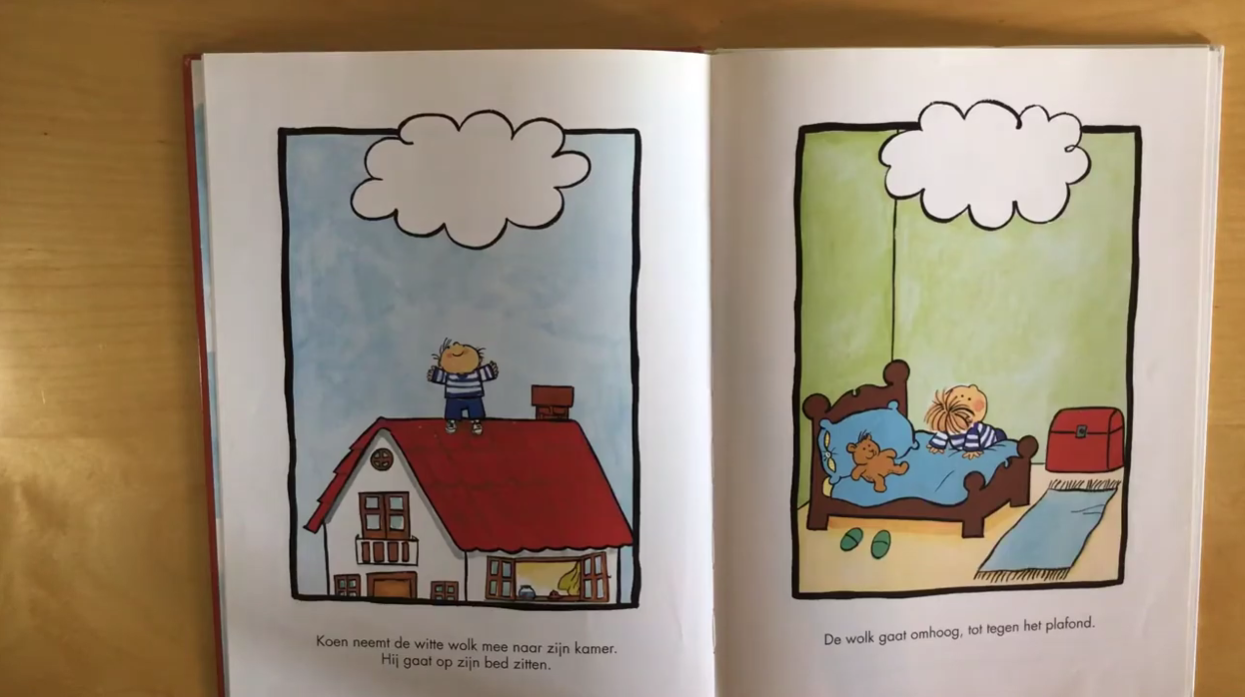 Koen neemt de witte wolk mee naar zijn kamer.
Hij gaat op zijn bed zitten.
De wolk gaat omhoog, tot tegen het plafond.